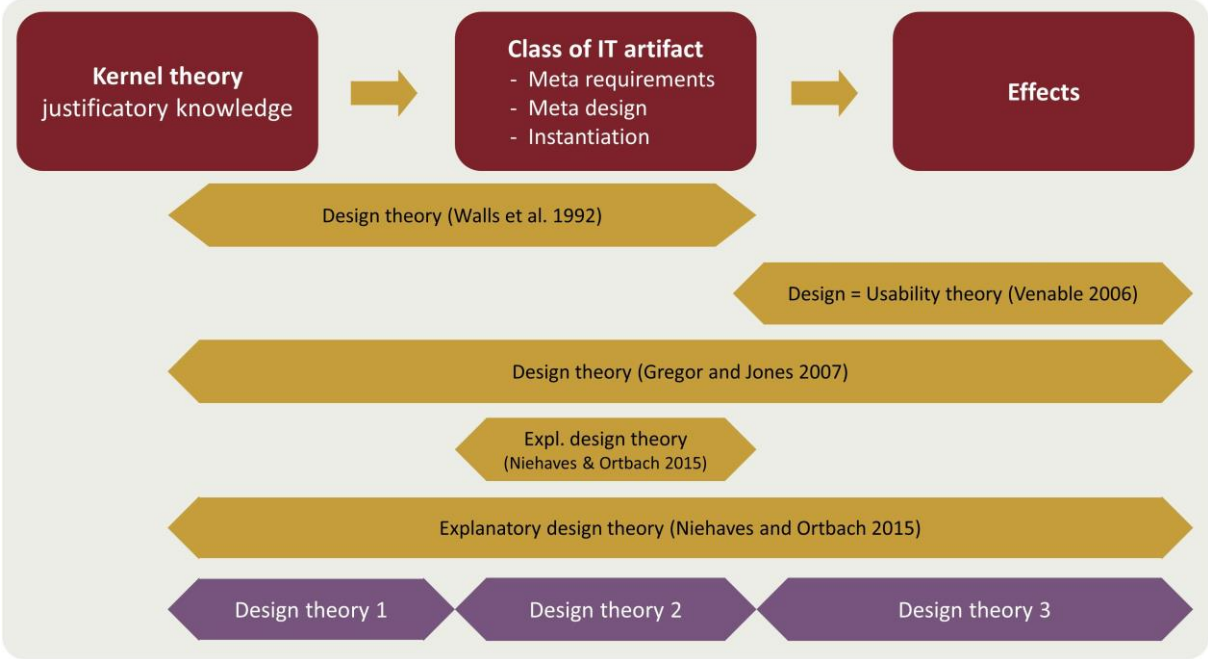 Kernel theory
justificatory knowledge
Class of IT artifact
- Meta requirements
- Meta design
- Instantiation
Effects
Design theory (Walls et al. 1992)
Design = Usability theory (Venable 2006)
Design theory (Gregor and Jones 2007)
Expl. design theory
(Niehaves & Ortbach 2015)
Explanatory design theory (Niehaves and Ortbach 2015)
Design theory 1
Design theory 2
Design theory 3